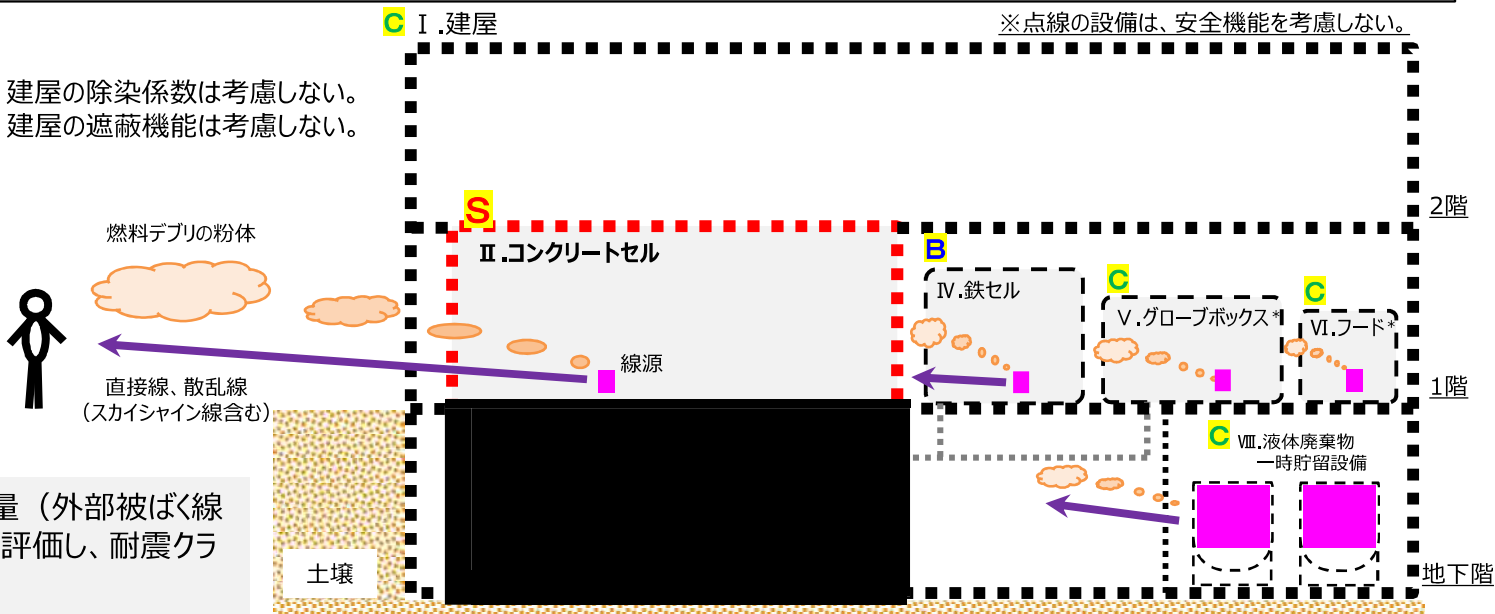 C Ⅰ.建屋
※点線の設備は、安全機能を考慮しない。
建屋の除染係数は考慮しない。
建屋の遮蔽機能は考慮しない。
S
2階
燃料デブリの粉体
Ⅱ.コンクリートセル
B
Ⅳ.鉄セル
C
Ⅴ.グローブボックス*
C
Ⅵ.フード*
線源
直接線、散乱線
（スカイシャイン線含む）
1階
C Ⅷ.液体廃棄物
一時貯留設備
量（外部被ばく線
評価し、耐震クラ
土壌
地下階